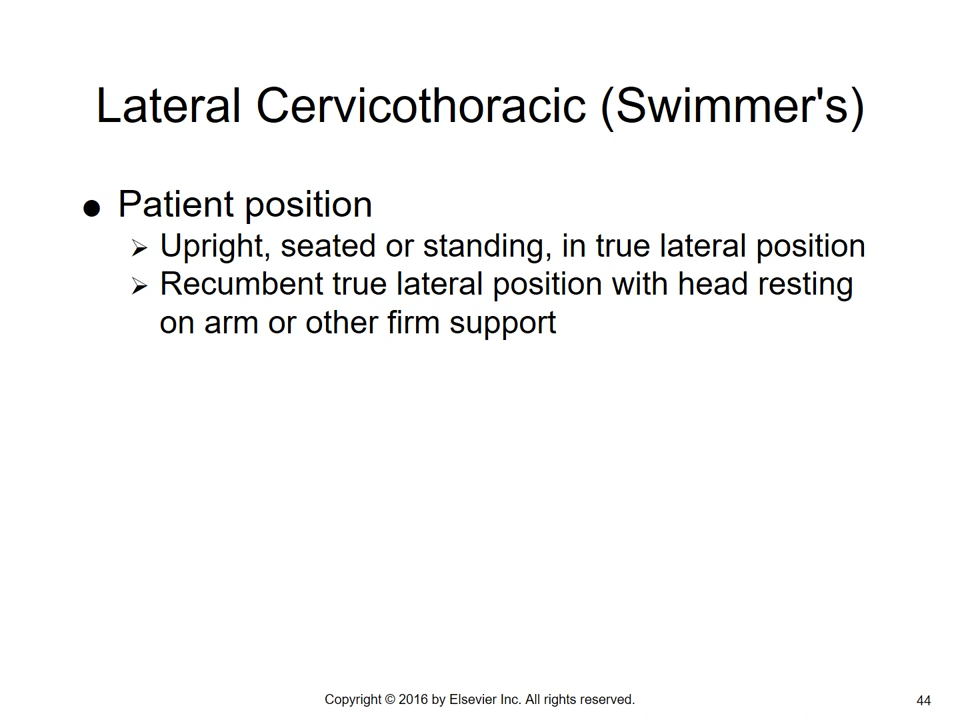 Lateral Cervicothoracic (Swimmer's)
● Patient position
➢ Upright, seated or standing, in true lateral position
➢ Recumbent true lateral position with head resting
on arm or other firm support
Copyright © 2016 by Elsevier Inc. All rights reserved.
44